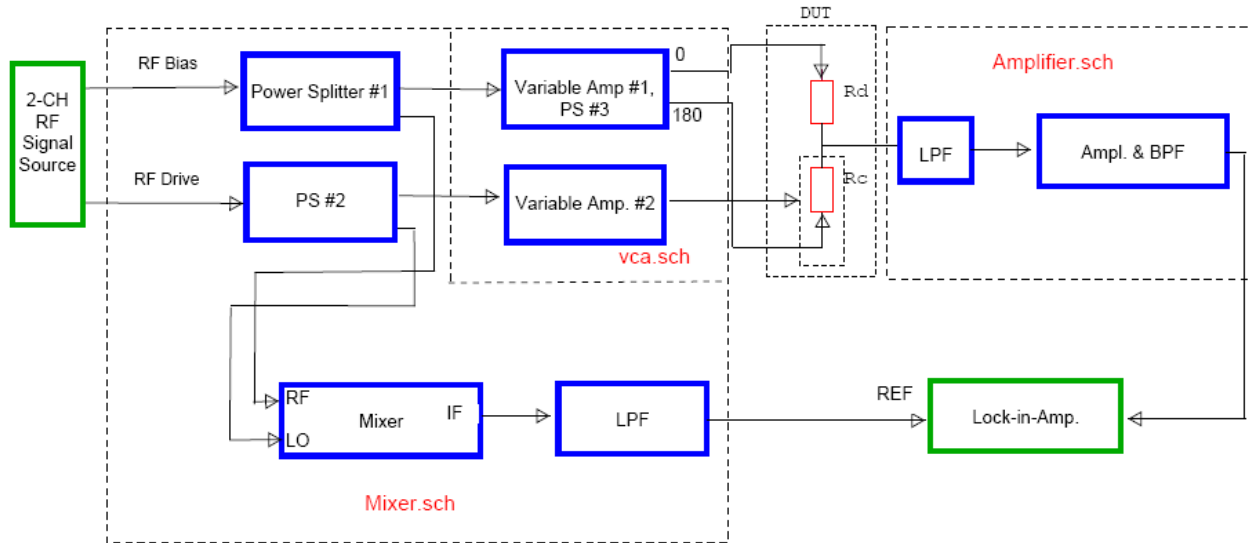 DUT
2-CH
RF
Signal
Source
RF Bias
RF Drive
Power Splitter #1
PS #2
Variable Amp #1,
PS #3
0
180
Variable Amp. #2
vca.sch
Rd
Rc
Amplifier.sch
LPF
Ampl. & BPF
RF
LO
Mixer
IF
LPF
REF
Lock-in-Amp.
Mixer.sch